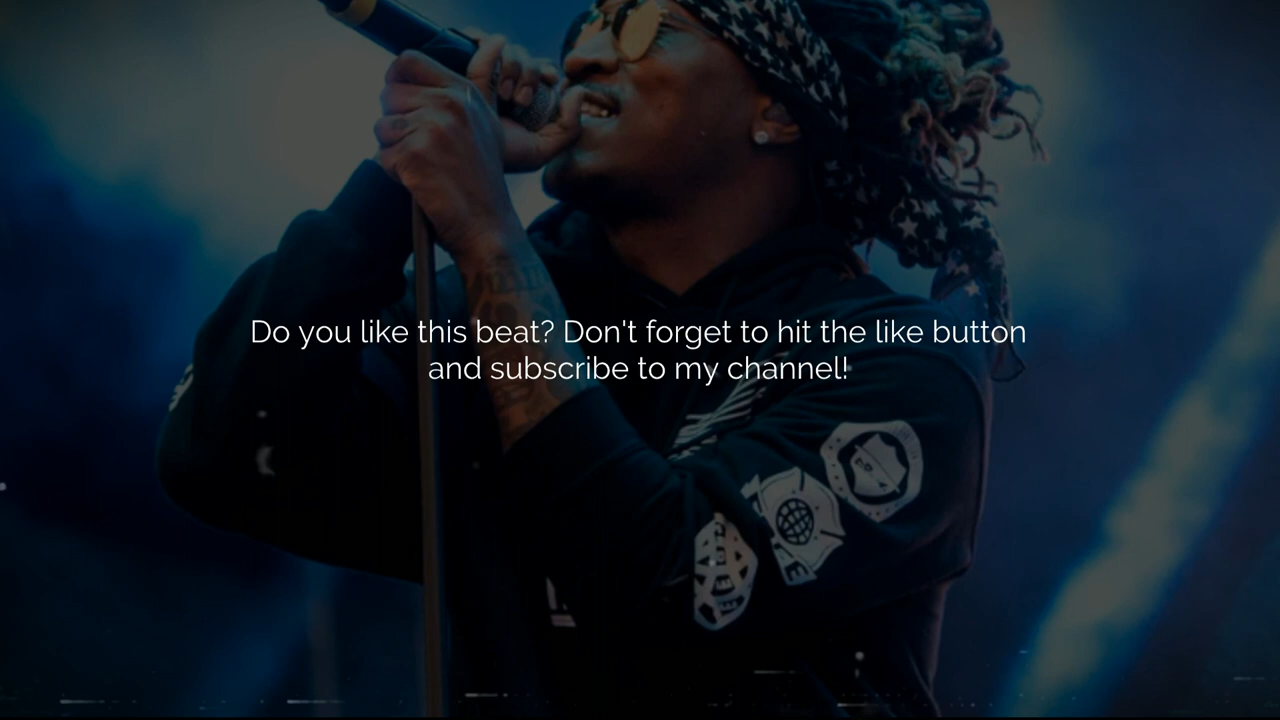 Do you like this beat? Don't forget to hit the like button
and subscribe to my channel!